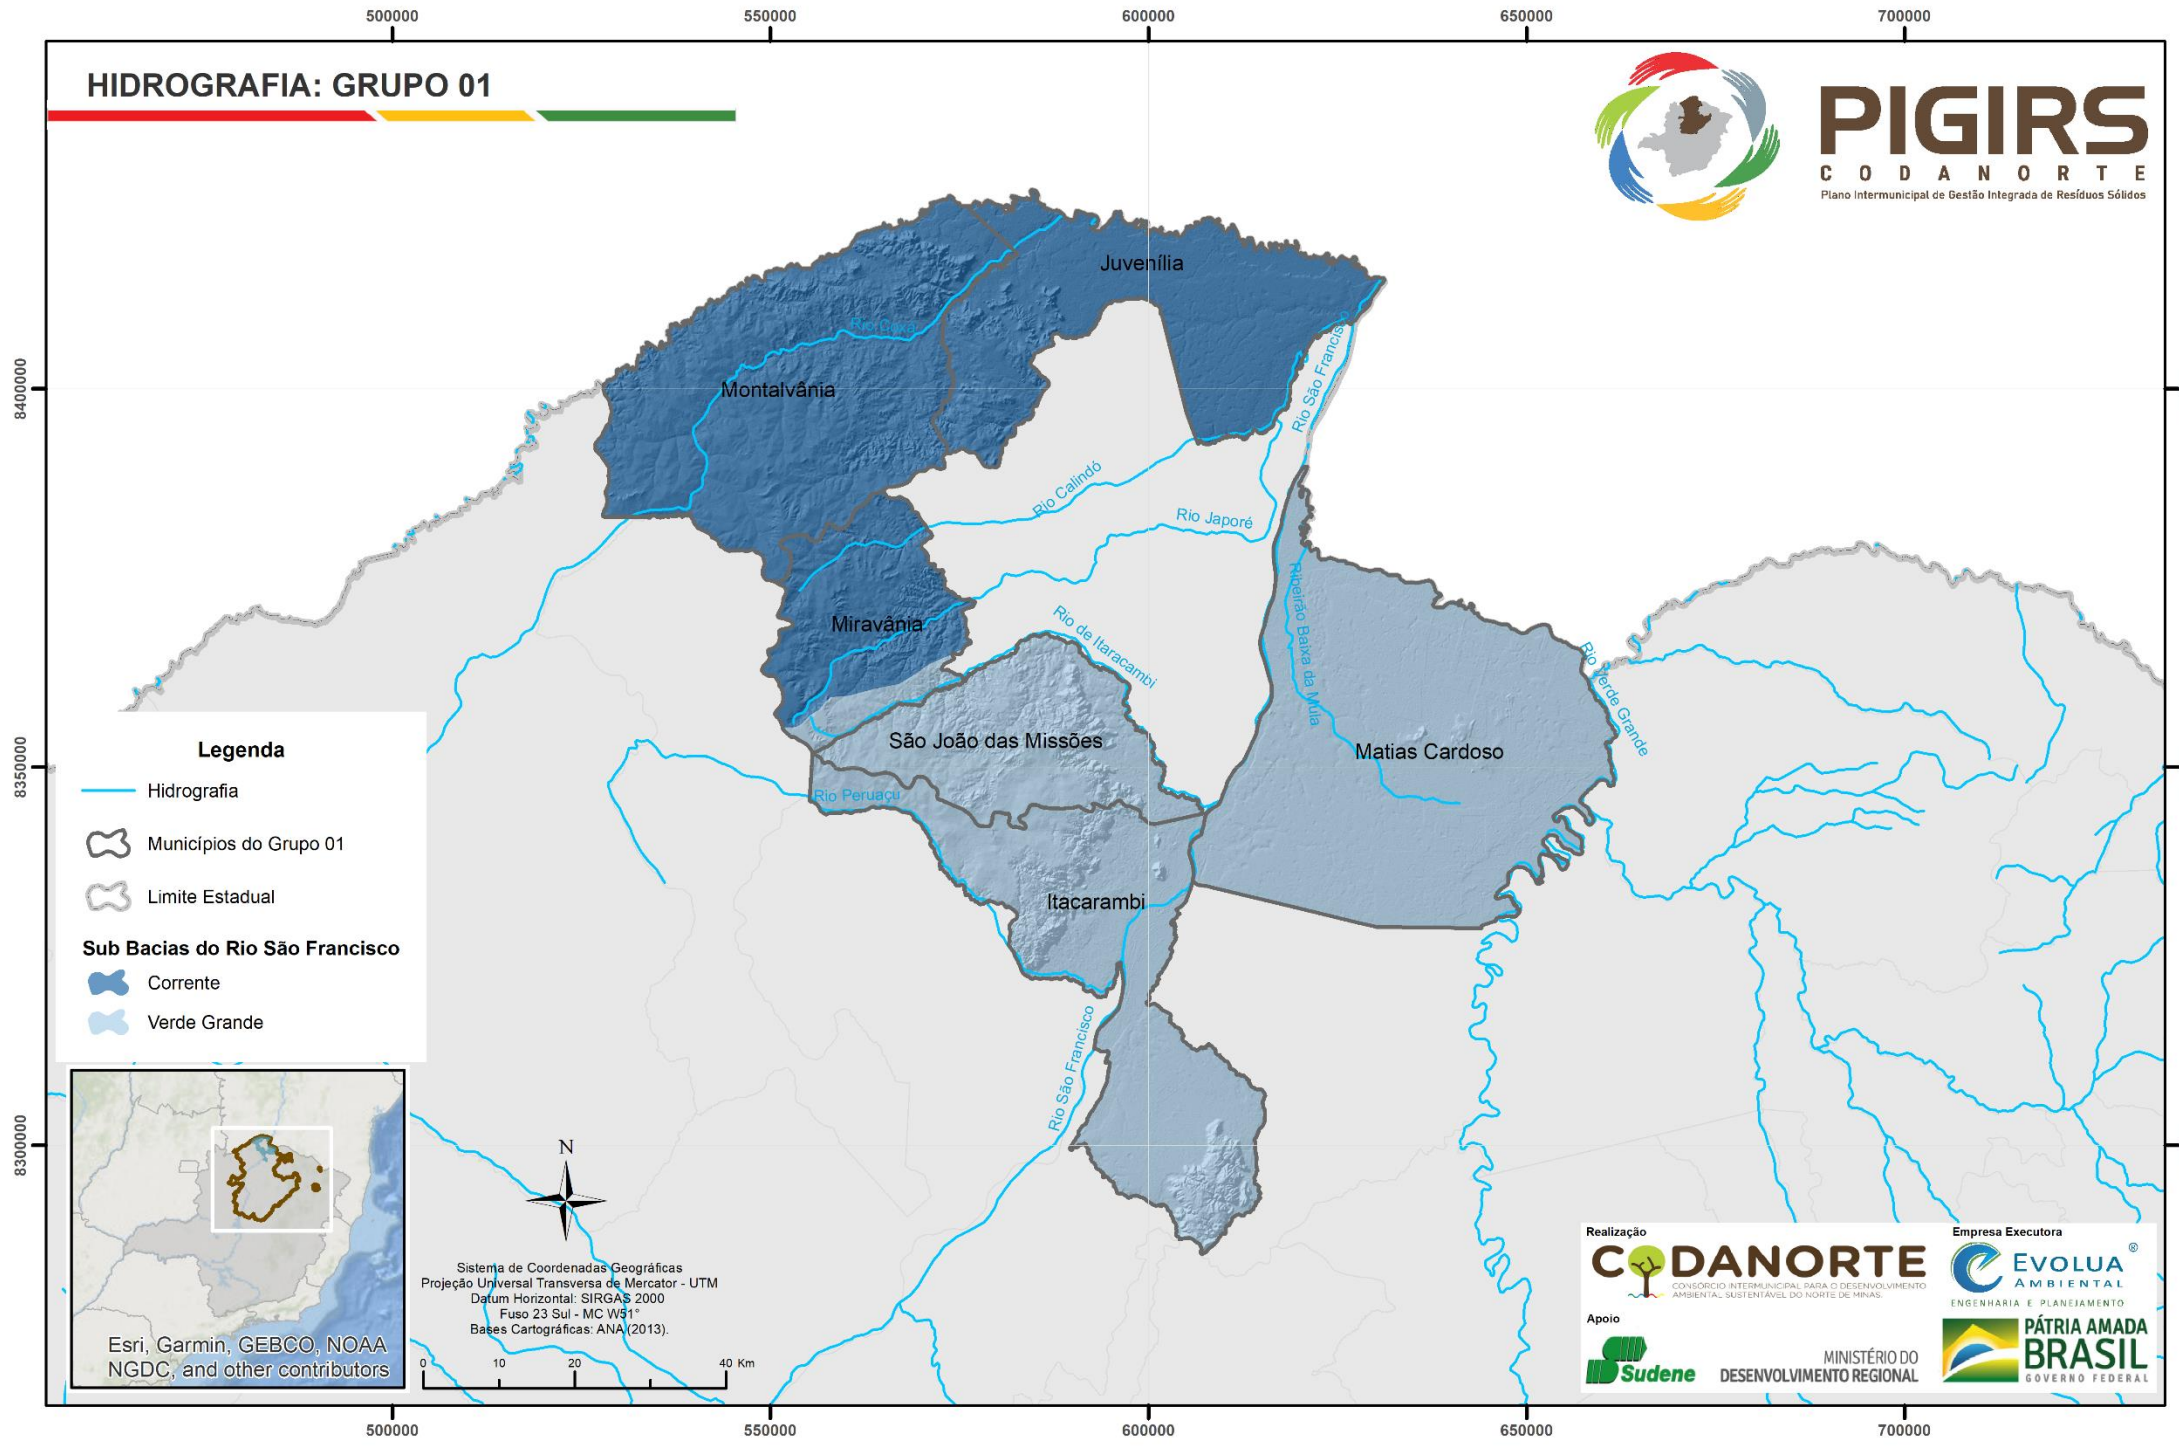 500000
550000
600000
650000
700000
HIDROGRAFIA: GRUPO 01
PIGIRS
CODANORTE
Plano Intermunicipal de Gestão Integrada de Resíduos Sólidos
8400000
8350000
8300000
Juvenília
Rio Coxá
Montalvânia
Rio São Francisco
Rio Calindó
Rio Japoré
Miravânia
Rio de Itaracambi
Ribeirão Baixa da Mula
Rio Verde Grande
São João das Missões
Matias Cardoso
Rio Peruaçu
Itacarambi
Rio São Francisco
Legenda
Hidrografia
Municípios do Grupo 01
Limite Estadual
Sub Bacias do Rio São Francisco
Corrente
Verde Grande
Esri, Garmin, GEBCO, NOAA
NGDC, and other contributors
N
Sistema de Coordenadas Geográficas
Projeção Universal Transversa de Mercator - UTM
Datum Horizontal: SIRGAS 2000
Fuso 23 Sul - MC W51°
Bases Cartográficas: ANA (2013).
0 10 20 40 Km
Realização
CODANORTE
CONSÓRCIO INTERMUNICIPAL PARA O DESENVOLVIMENTO
AMBIENTAL SUSTENTÁVEL DO NORTE DE MINAS.
Empresa Executora
EVOLUA ®
AMBIENTAL
ENGENHARIA E PLANEJAMENTO
Apoio
Sudene
MINISTÉRIO DO
DESENVOLVIMENTO REGIONAL
PÁTRIA AMADA
BRASIL
GOVERNO FEDERAL
500000
550000
600000
650000
700000